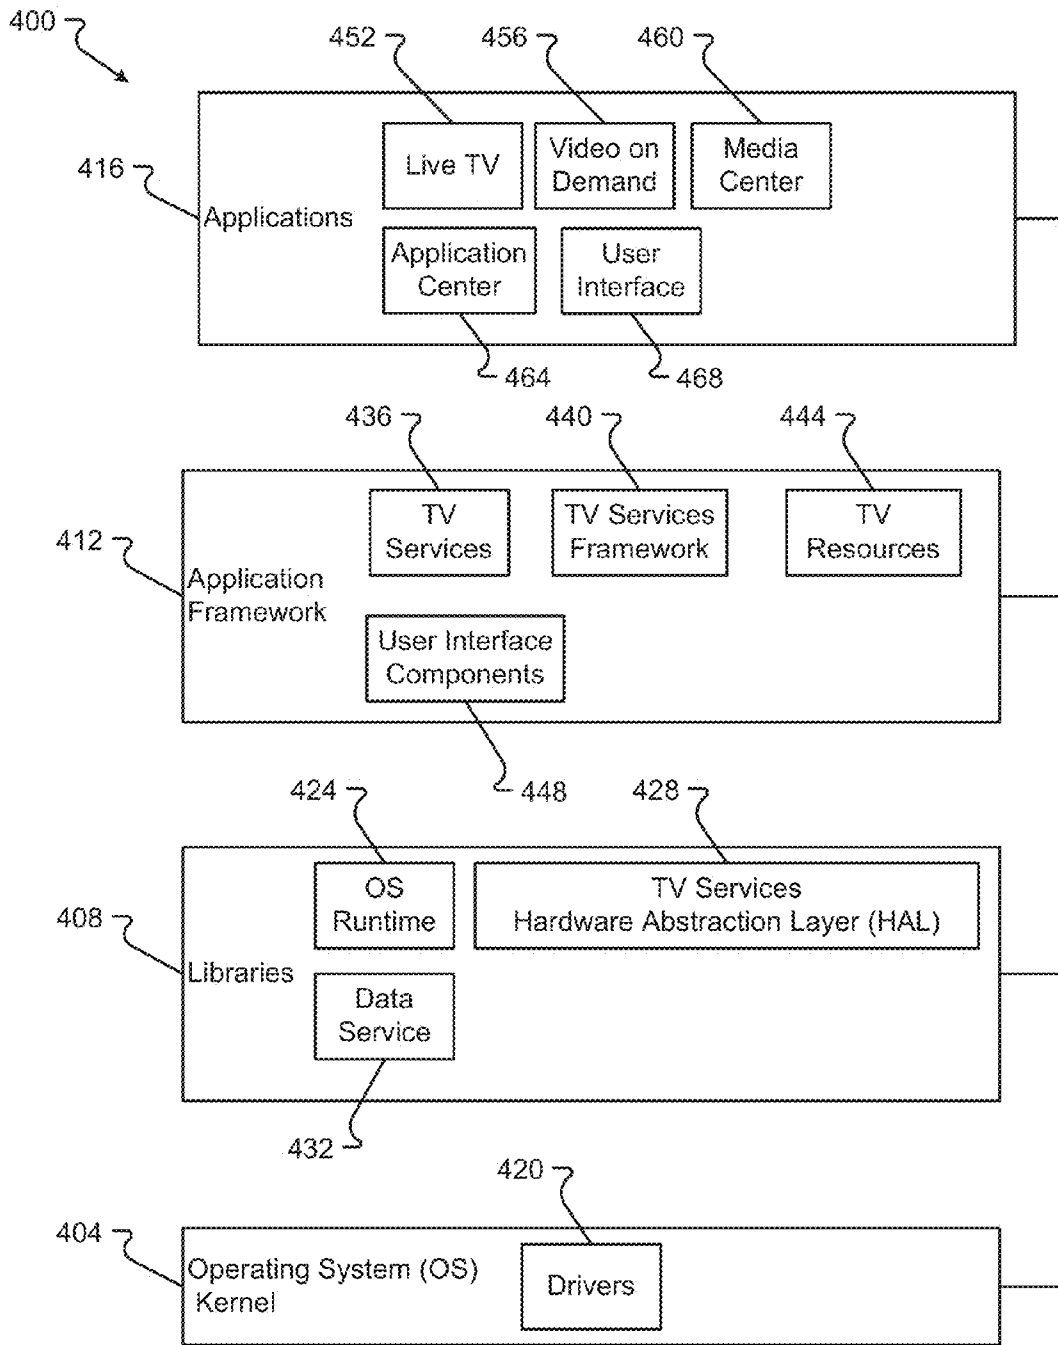 400
452
456
460
416
Applications
Live TV
Video on
Demand
Media
Center
Application
Center
User
Interface
464
468
436
440
444
412
Application
Framework
TV
Services
TV Services
Framework
TV
Resources
User Interface
Components
448
424
428
408
Libraries
OS
Runtime
TV Services
Hardware Abstraction Layer (HAL)
Data
Service
432
420
404
Operating System (OS)
Kernel
Drivers